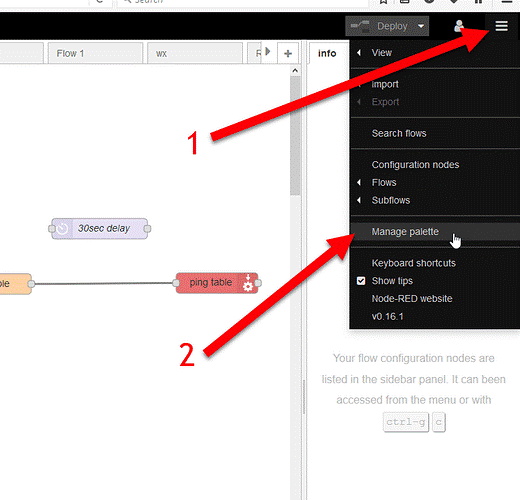 Search
Deploy
Flow 1
wx
R
+
info
View
Import
Export
Search flows
Configuration nodes
Flows
Subflows
Manage palette
Keyboard shortcuts
Show tips
Node-RED website
v0.16.1
1
2
30sec delay
ble
ping table
Your flow configuration nodes are
listed in the sidebar panel. It can been
accessed from the menu or with
ctrl-g c